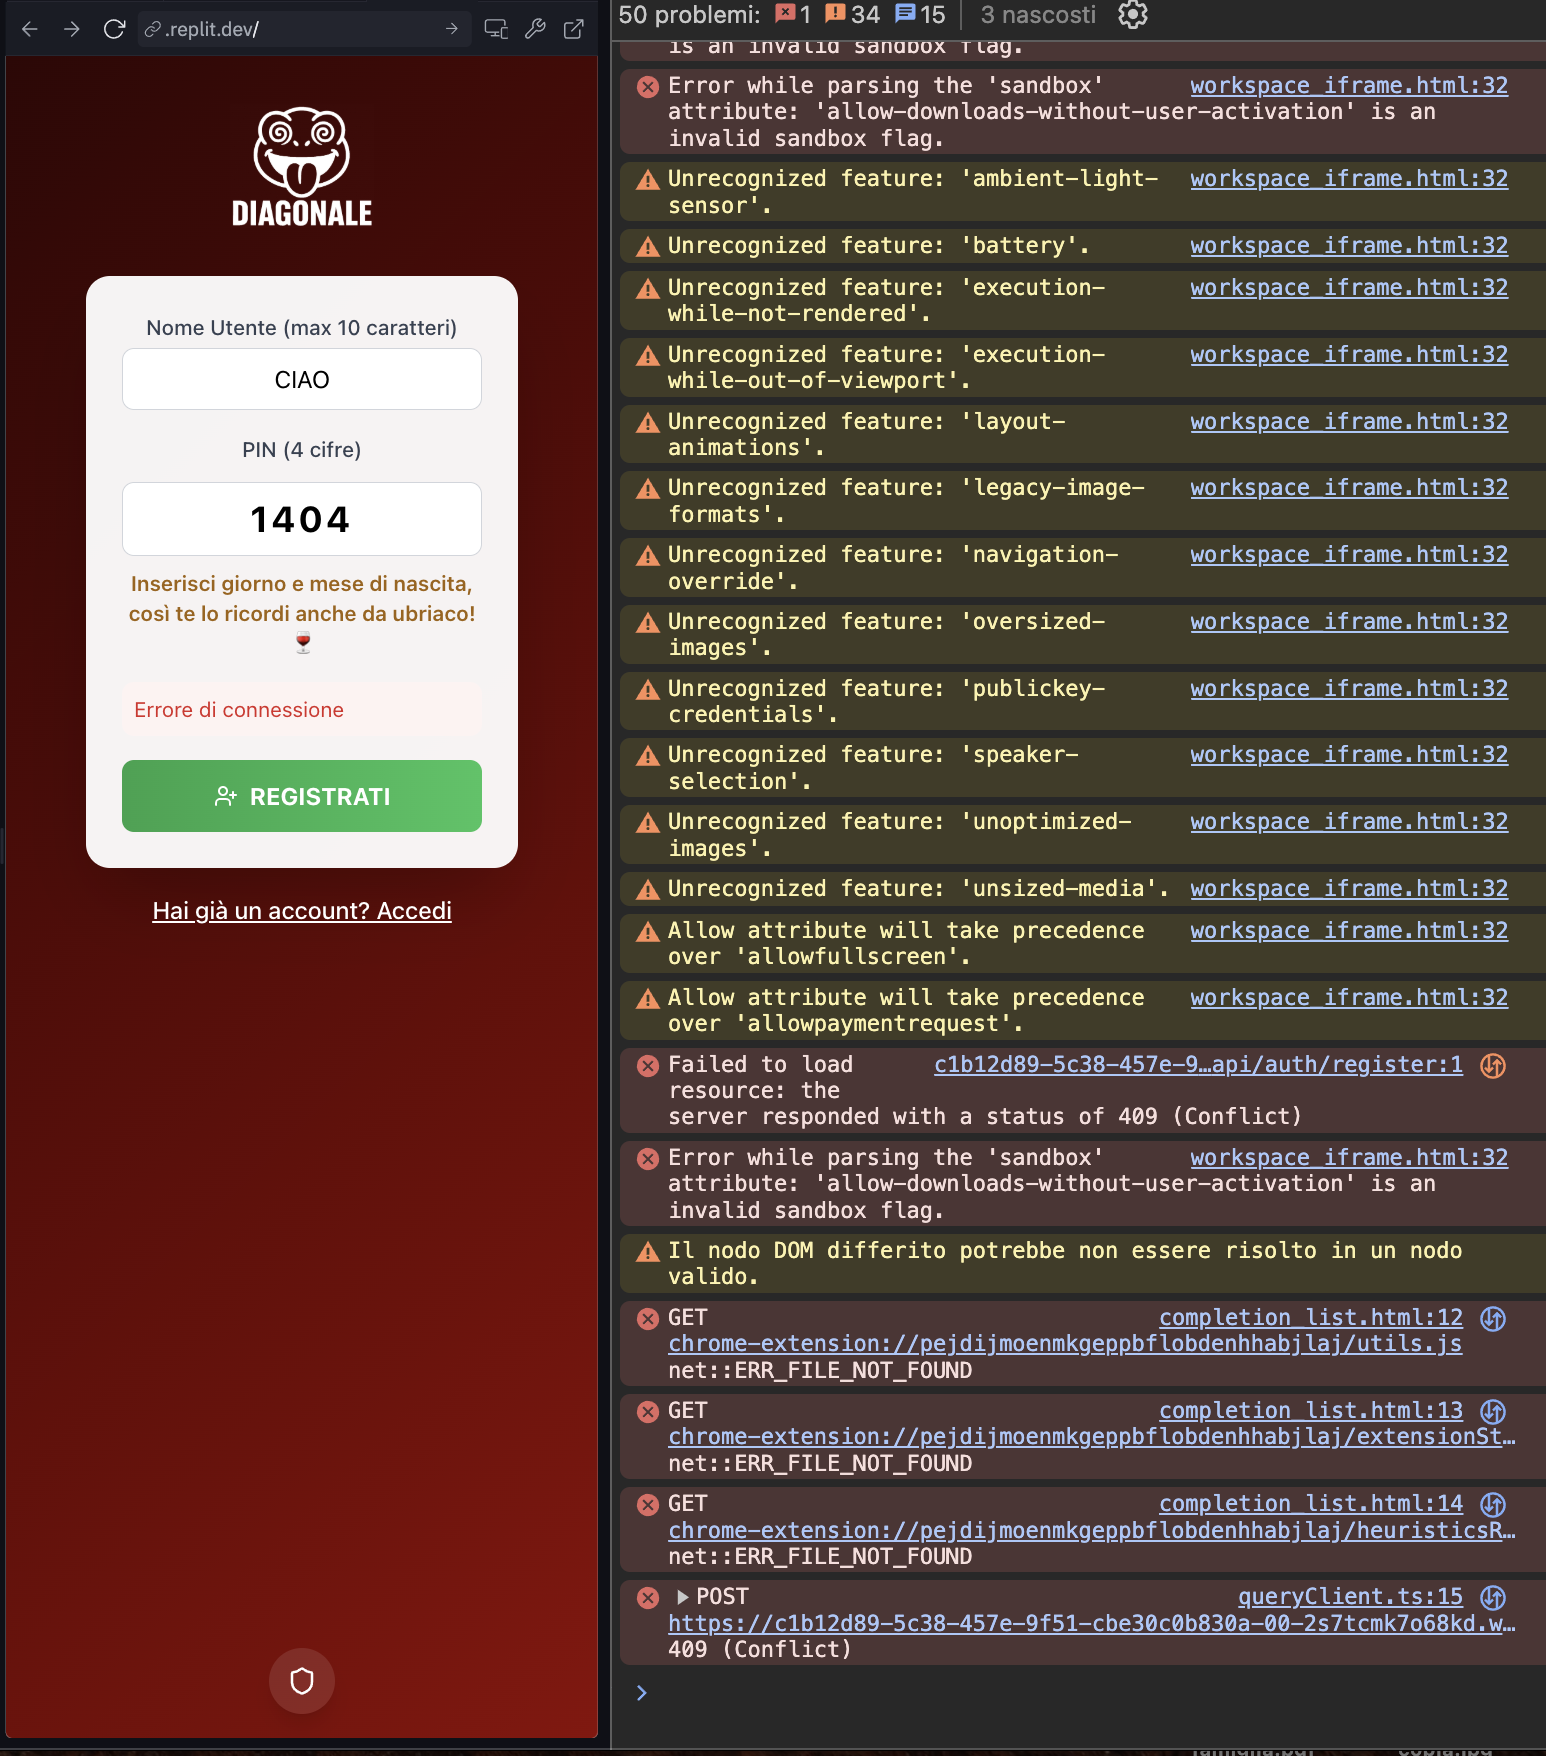 .replit.dev/
DIAGONALE
Nome Utente (max 10 caratteri)
CIAO
PIN (4 cifre)
1404
Inserisci giorno e mese di nascita,
così te lo ricordi anche da ubriaco!
🍷
Errore di connessione
REGISTRATI
Hai già un account? Accedi
50 problemi: 1 34 15 3 nascosti
is an invalid sandbox flag.
Error while parsing the 'sandbox' workspace_iframe.html:32
attribute: 'allow-downloads-without-user-activation' is an
invalid sandbox flag.
Unrecognized feature: 'ambient-light- workspace_iframe.html:32
sensor'.
Unrecognized feature: 'battery'. workspace_iframe.html:32
Unrecognized feature: 'execution- workspace_iframe.html:32
while-not-rendered'.
Unrecognized feature: 'execution- workspace_iframe.html:32
while-out-of-viewport'.
Unrecognized feature: 'layout- workspace_iframe.html:32
animations'.
Unrecognized feature: 'legacy-image- workspace_iframe.html:32
formats'.
Unrecognized feature: 'navigation- workspace_iframe.html:32
override'.
Unrecognized feature: 'oversized- workspace_iframe.html:32
images'.
Unrecognized feature: 'publickey- workspace_iframe.html:32
credentials'.
Unrecognized feature: 'speaker- workspace_iframe.html:32
selection'.
Unrecognized feature: 'unoptimized- workspace_iframe.html:32
images'.
Unrecognized feature: 'unsized-media'. workspace_iframe.html:32
Allow attribute will take precedence workspace_iframe.html:32
over 'allowfullscreen'.
Allow attribute will take precedence workspace_iframe.html:32
over 'allowpaymentrequest'.
Failed to load c1b12d89-5c38-457e-9…api/auth/register:1
resource: the
server responded with a status of 409 (Conflict)
Error while parsing the 'sandbox' workspace_iframe.html:32
attribute: 'allow-downloads-without-user-activation' is an
invalid sandbox flag.
Il nodo DOM differito potrebbe non essere risolto in un nodo
valido.
GET completion_list.html:12
chrome-extension://pejdijmoenmkgeppbflobdenhhabjlaj/utils.js
net::ERR_FILE_NOT_FOUND
GET completion_list.html:13
chrome-extension://pejdijmoenmkgeppbflobdenhhabjlaj/extensionSt…
net::ERR_FILE_NOT_FOUND
GET completion_list.html:14
chrome-extension://pejdijmoenmkgeppbflobdenhhabjlaj/heuristicsR…
net::ERR_FILE_NOT_FOUND
POST queryClient.ts:15
https://c1b12d89-5c38-457e-9f51-cbe30c0b830a-00-2s7tcmk7o68kd.w…
409 (Conflict)